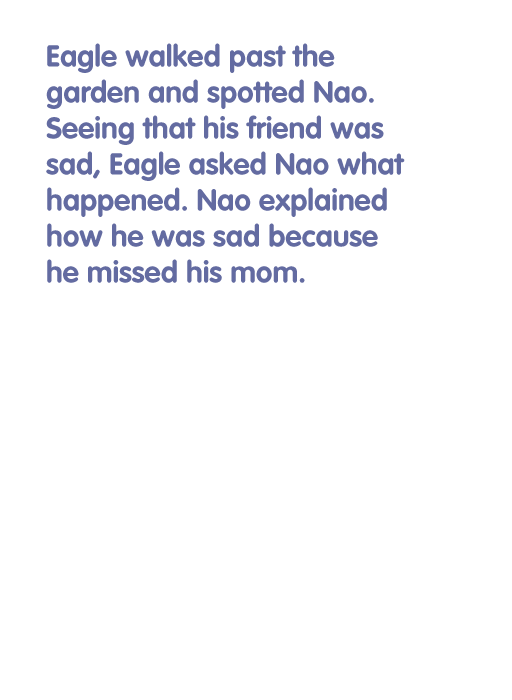 Eagle walked past the
garden and spotted Nao.
Seeing that his friend was
sad, Eagle asked Nao what
happened. Nao explained
how he was sad because
he missed his mom.